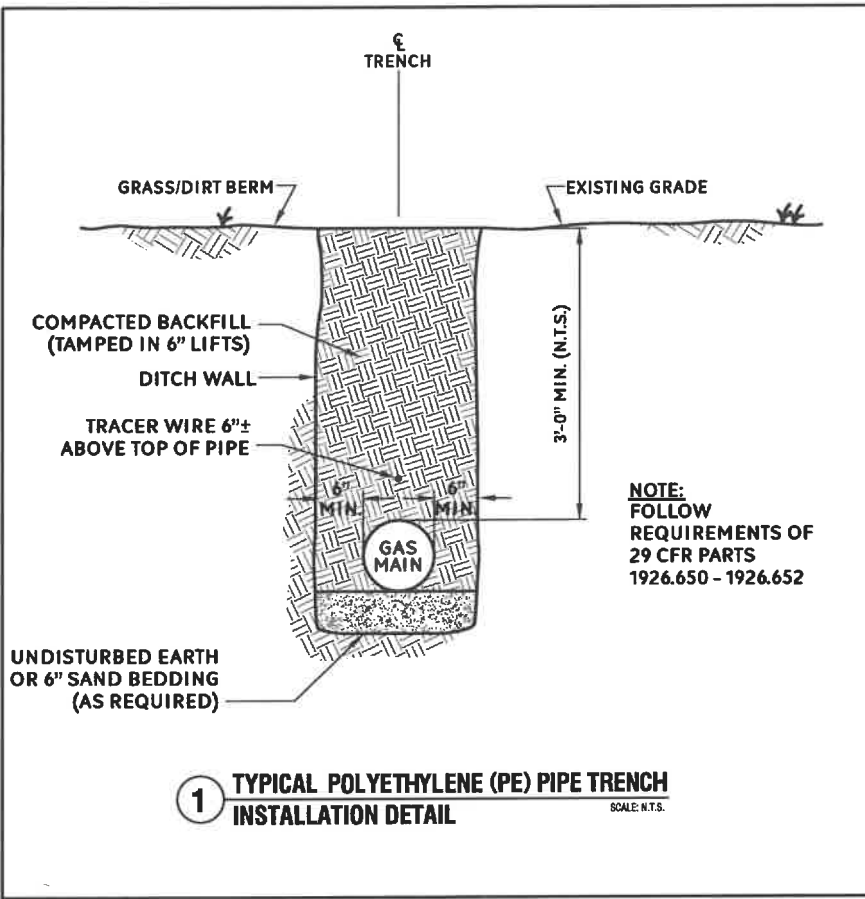 ℄
TRENCH
GRASS/DIRT BERM
EXISTING GRADE
COMPACTED BACKFILL
(TAMPED IN 6" LIFTS)
DITCH WALL
TRACER WIRE 6"±
ABOVE TOP OF PIPE
3'-0" MIN. (N.T.S.)
6"
MIN.
6"
MIN.
GAS
MAIN
NOTE:
FOLLOW
REQUIREMENTS OF
29 CFR PARTS
1926.650 - 1926.652
UNDISTURBED EARTH
OR 6" SAND BEDDING
(AS REQUIRED)
1
TYPICAL POLYETHYLENE (PE) PIPE TRENCH
INSTALLATION DETAIL
SCALE: N.T.S.